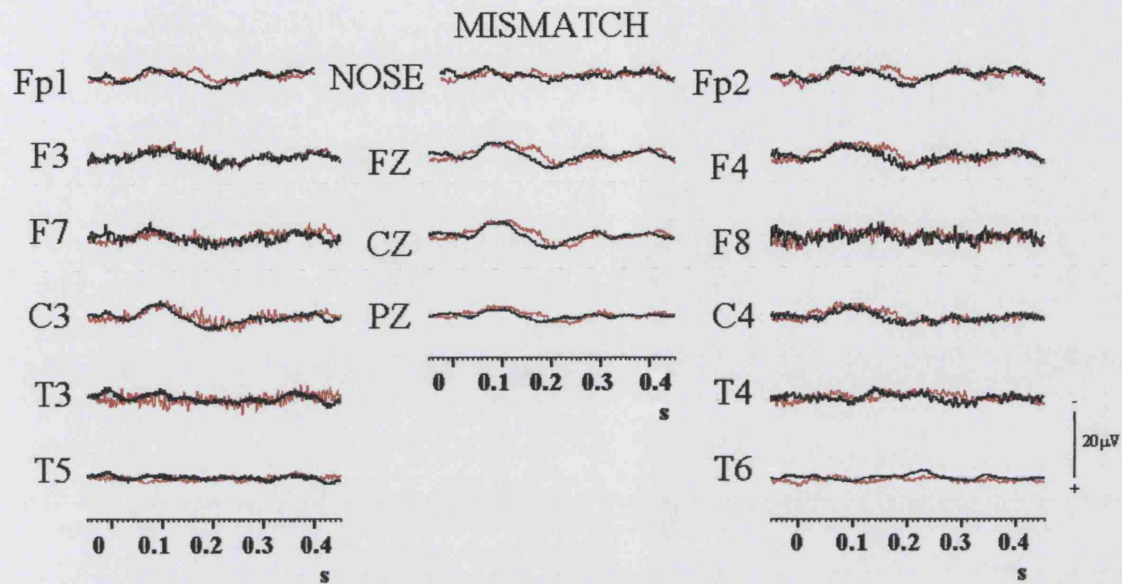 MISMATCH
Fp1 NOSE Fp2
F3 FZ F4
F7 CZ F8
C3 PZ C4
0 0.1 0.2 0.3 0.4
s
T3 T4
-
20 µV
+
T5 T6
0 0.1 0.2 0.3 0.4 0 0.1 0.2 0.3 0.4
s s